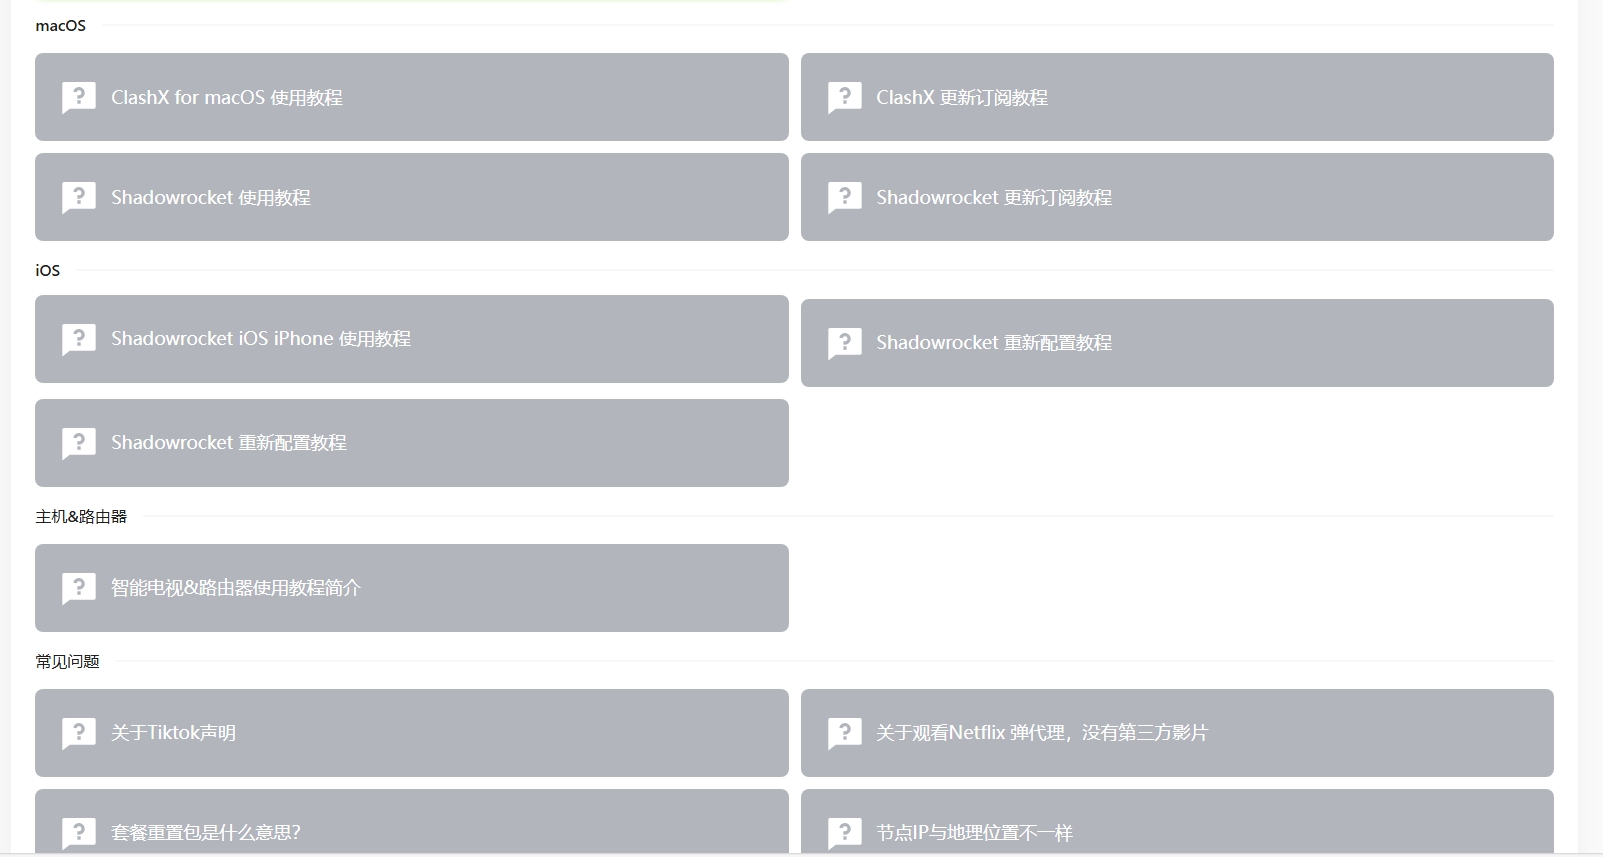 macOS
ClashX for macOS 使用教程
ClashX 更新订阅教程
Shadowrocket 使用教程
Shadowrocket 更新订阅教程
iOS
Shadowrocket iOS iPhone 使用教程
Shadowrocket 重新配置教程
Shadowrocket 重新配置教程
主机&路由器
智能电视&路由器使用教程简介
常见问题
关于Tiktok声明
关于观看Netflix 弹代理，没有第三方影片
套餐重置包是什么意思？
节点IP与地理位置不一样